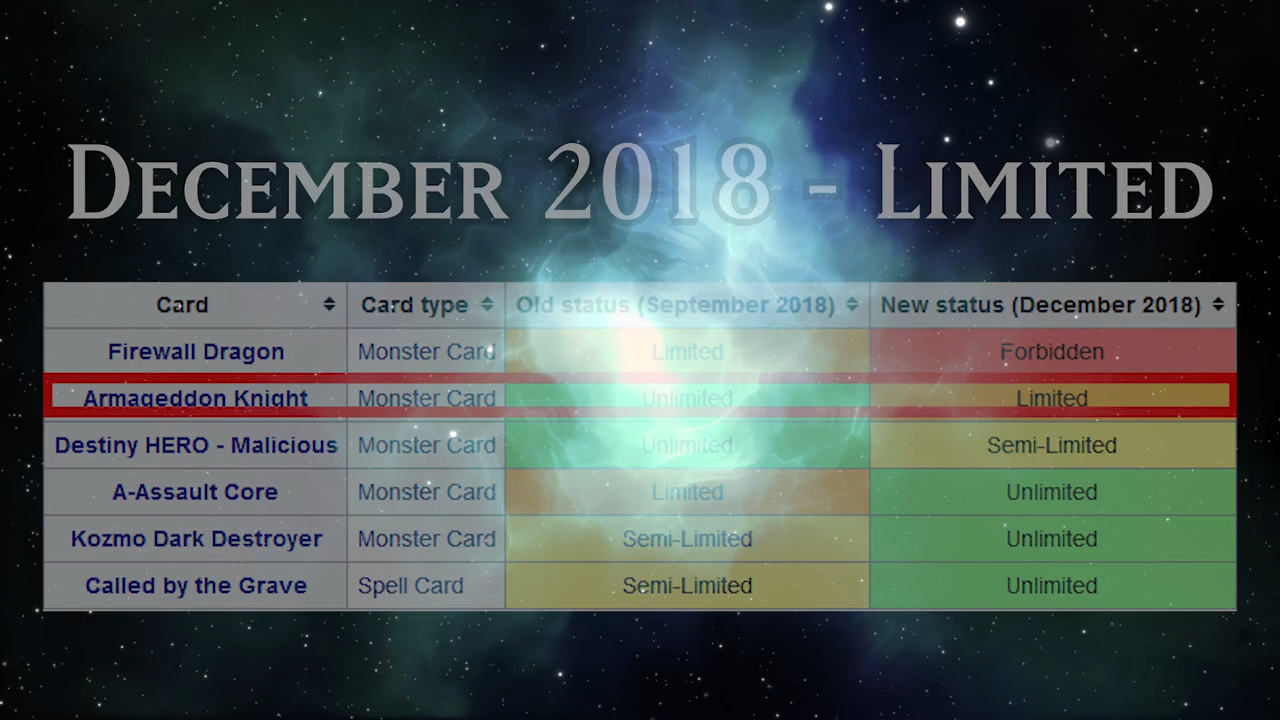 December 2018 - Limited
Card Card type Old status (September 2018) New status (December 2018)
Firewall Dragon Monster Card Limited Forbidden
Armageddon Knight Monster Card Unlimited Limited
Destiny HERO - Malicious Monster Card Unlimited Semi-Limited
A-Assault Core Monster Card Limited Unlimited
Kozmo Dark Destroyer Monster Card Semi-Limited Unlimited
Called by the Grave Spell Card Semi-Limited Unlimited